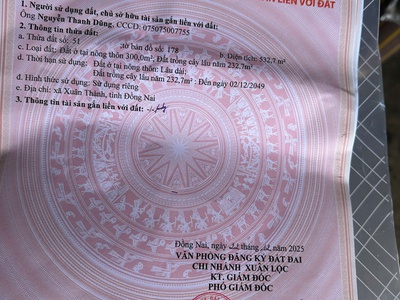 GẮN LIỀN VỚI ĐẤT
1. Người sử dụng đất, chủ sở hữu tài sản gắn liền với đất:
Ông Nguyễn Thanh Dũng, CCCD: 075075007755
2. Thông tin thửa đất:
a. Thửa đất số: 51 ; tờ bản đồ số: 178 b. Diện tích: 532,7 m²
c. Loại đất: Đất ở tại nông thôn 300,0m²; Đất trồng cây lâu năm 232,7m²
d. Thời hạn sử dụng: Đất ở tại nông thôn: Lâu dài;
Đất trồng cây lâu năm 232,7m² : Đến ngày 02/12/2049
đ. Hình thức sử dụng: Sử dụng riêng
e. Địa chỉ: xã Xuân Thành, tỉnh Đồng Nai
3. Thông tin tài sản gắn liền với đất: -/-
Đồng Nai, ngày tháng 2025
VĂN PHÒNG ĐĂNG KÝ ĐẤT ĐAI
CHI NHÁNH XUÂN LỘC
KT. GIÁM ĐỐC
PHÓ GIÁM ĐỐC